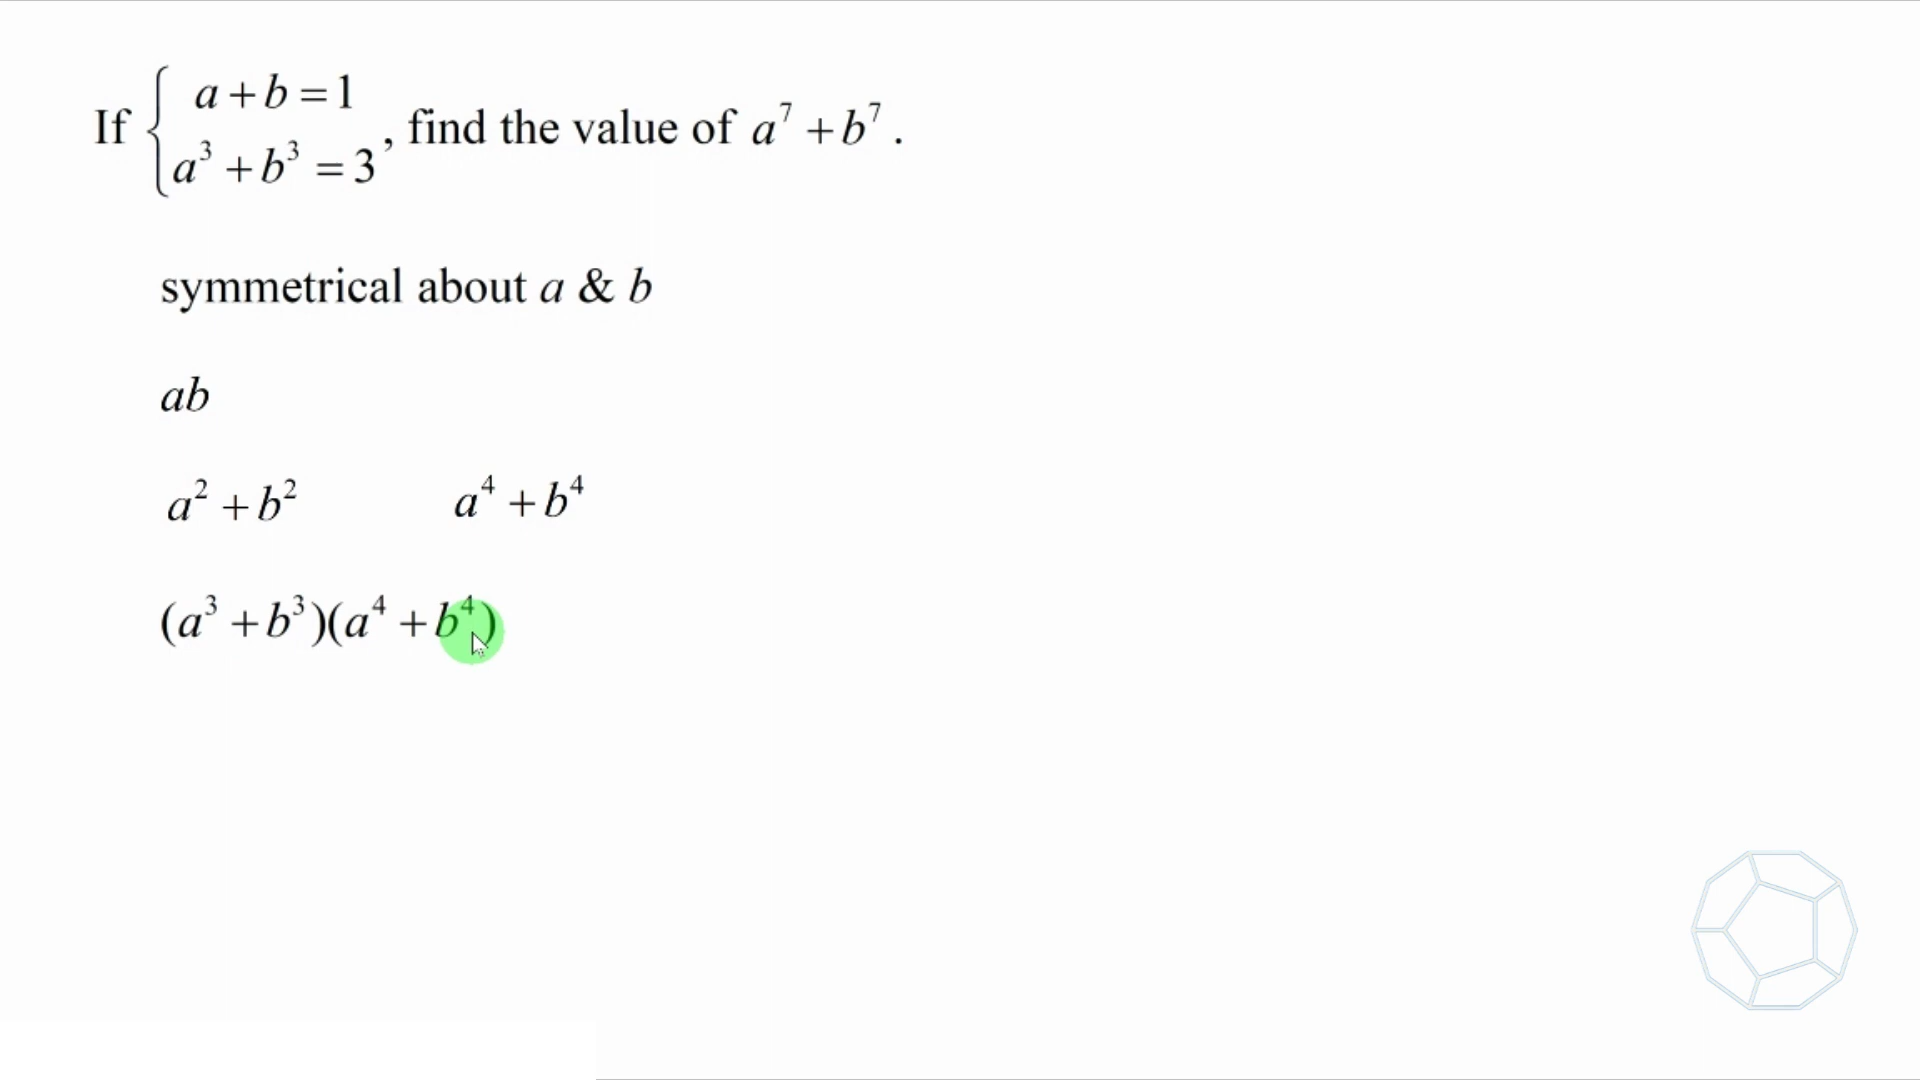 If { a + b = 1
a³ + b³ = 3 , find the value of a⁷ + b⁷ .
symmetrical about a & b
ab
a² + b² a⁴ + b⁴
(a³ + b³)(a⁴ + b⁴)